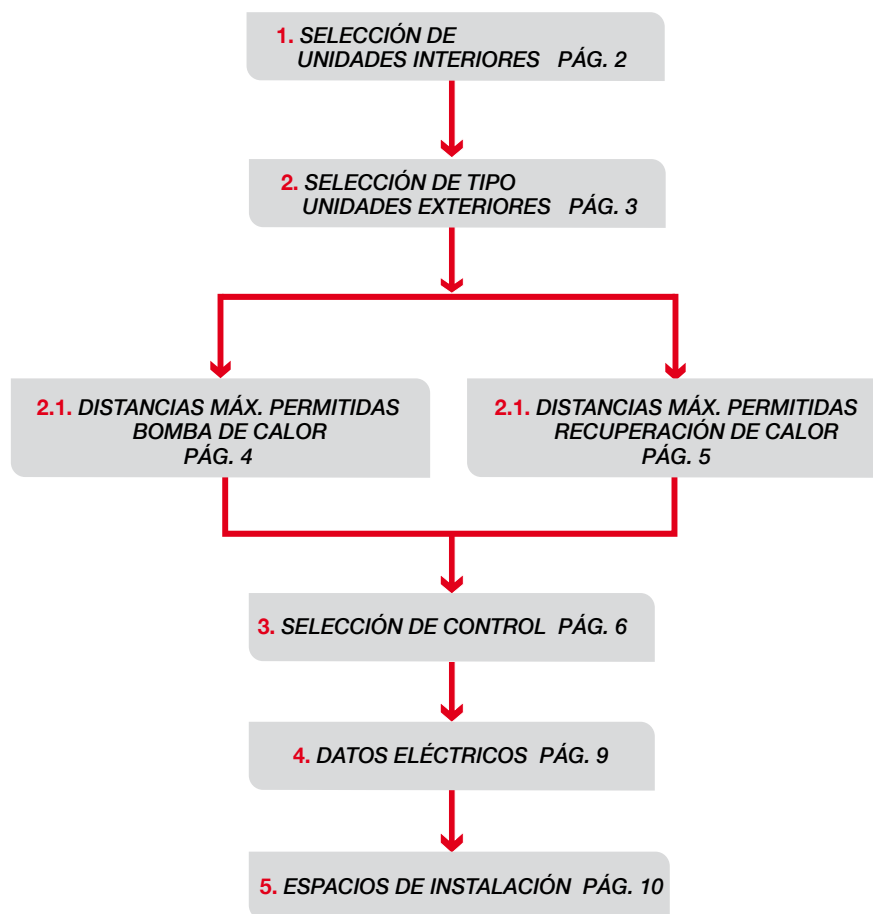 1. SELECCIÓN DE
UNIDADES INTERIORES PÁG. 2
2. SELECCIÓN DE TIPO
UNIDADES EXTERIORES PÁG. 3
2.1. DISTANCIAS MÁX. PERMITIDAS
BOMBA DE CALOR
PÁG. 4
2.1. DISTANCIAS MÁX. PERMITIDAS
RECUPERACIÓN DE CALOR
PÁG. 5
3. SELECCIÓN DE CONTROL PÁG. 6
4. DATOS ELÉCTRICOS PÁG. 9
5. ESPACIOS DE INSTALACIÓN PÁG. 10